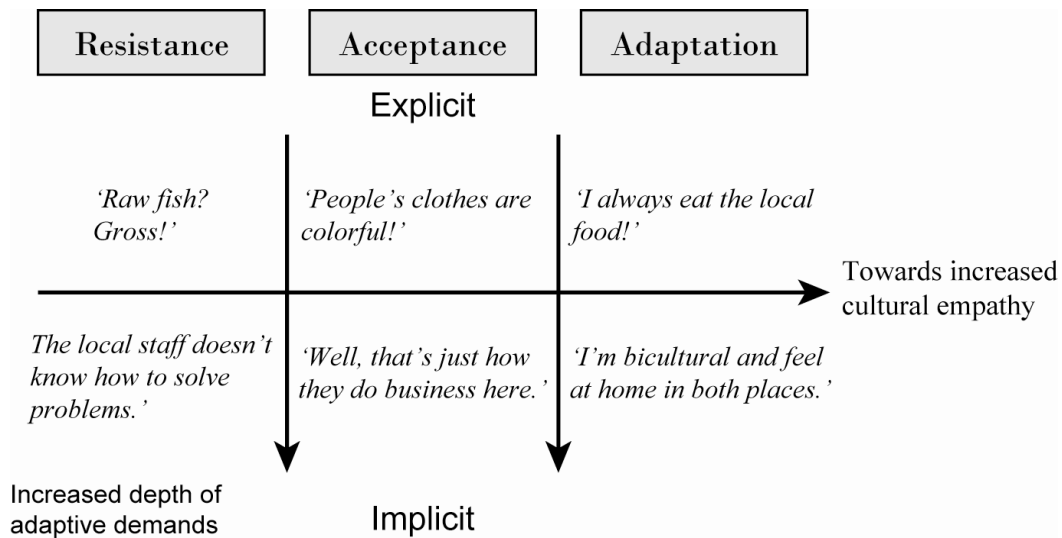 Resistance
Acceptance
Adaptation
Explicit
‘Raw fish?
Gross!’
‘People’s clothes are
colorful!’
‘I always eat the local
food!’
Towards increased
cultural empathy
The local staff doesn’t
know how to solve
problems.’
‘Well, that’s just how
they do business here.’
‘I’m bicultural and feel
at home in both places.’
Increased depth of
adaptive demands
Implicit